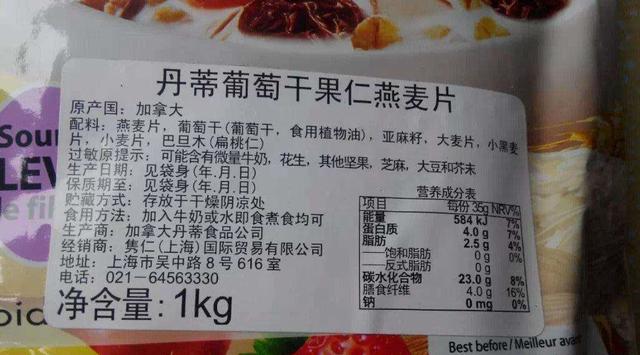 丹蒂葡萄干果仁燕麦片
原产国：加拿大
配料：燕麦片，葡萄干(葡萄干，食用植物油)，亚麻籽，大麦片，小黑麦
片，小麦片，巴旦木(扁桃仁)
过敏原提示：可能含有微量牛奶，花生，其他坚果，芝麻，大豆和芥末
生产日期：见袋身(年.月.日)
保质期至：见袋身(年.月.日)
贮藏方式：存放于干燥阴凉处
食用方法：加入牛奶或水即食煮食均可
生产商：加拿大丹蒂食品公司
经销商：隽仁(上海)国际贸易有限公司
地址：上海市吴中路8号616室
电话：021－64563330
净含量：1kg
营养成分表
项目 每份 35g NRV%
能量 584 kJ 7%
蛋白质 4.0 g 7%
脂肪 2.5 g 4%
——饱和脂肪 0 g 0%
——反式脂肪 0 g
碳水化合物 23.0 g 8%
膳食纤维 4.0 g 16%
钠 0 mg 0%
Sour
LEV
e fil
oic
Best before/Meilleur avan